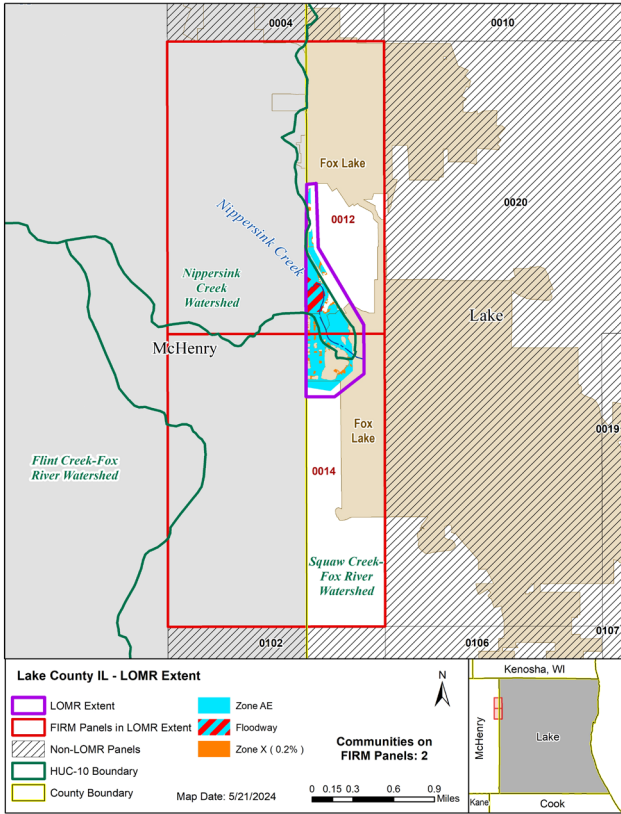 0004
0010
Fox Lake
0020
0012
Nippersink Creek
Nippersink
Creek
Watershed
Lake
McHenry
0019
Fox
Lake
Flint Creek-Fox
River Watershed
0014
Squaw Creek-
Fox River
Watershed
0107
0102
0106
Lake County IL - LOMR Extent
LOMR Extent
FIRM Panels in LOMR Extent
Non-LOMR Panels
HUC-10 Boundary
County Boundary
Zone AE
Floodway
Zone X ( 0.2% )
Map Date: 5/21/2024
N
Communities on
FIRM Panels: 2
0 0.15 0.3 0.6 0.9
Miles
Kenosha, WI
McHenry
Lake
Kane
Cook